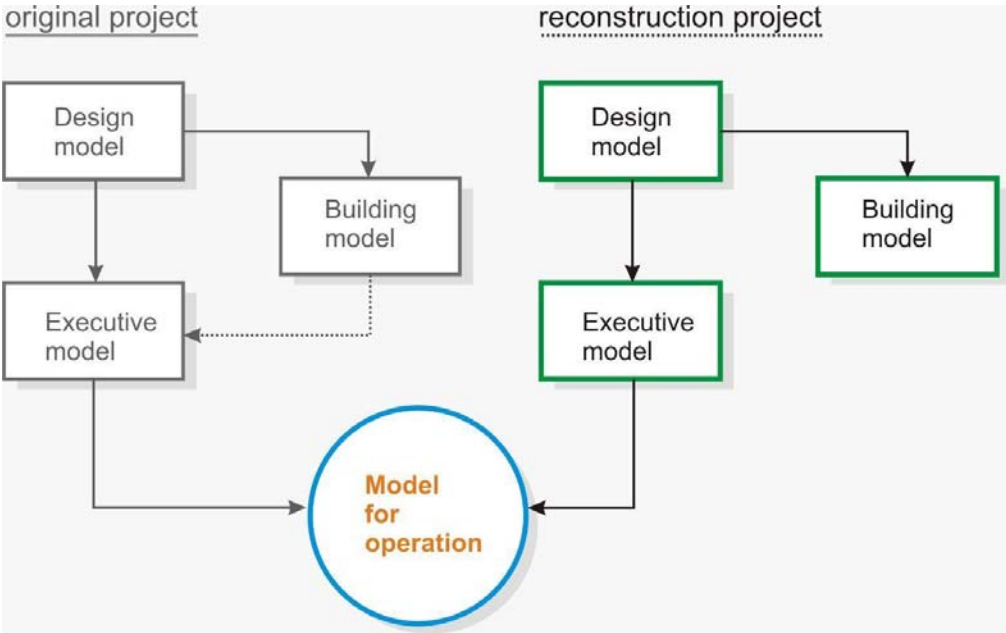 original project
reconstruction project
Design
model
Building
model
Executive
model
Design
model
Building
model
Executive
model
Model
for
operation